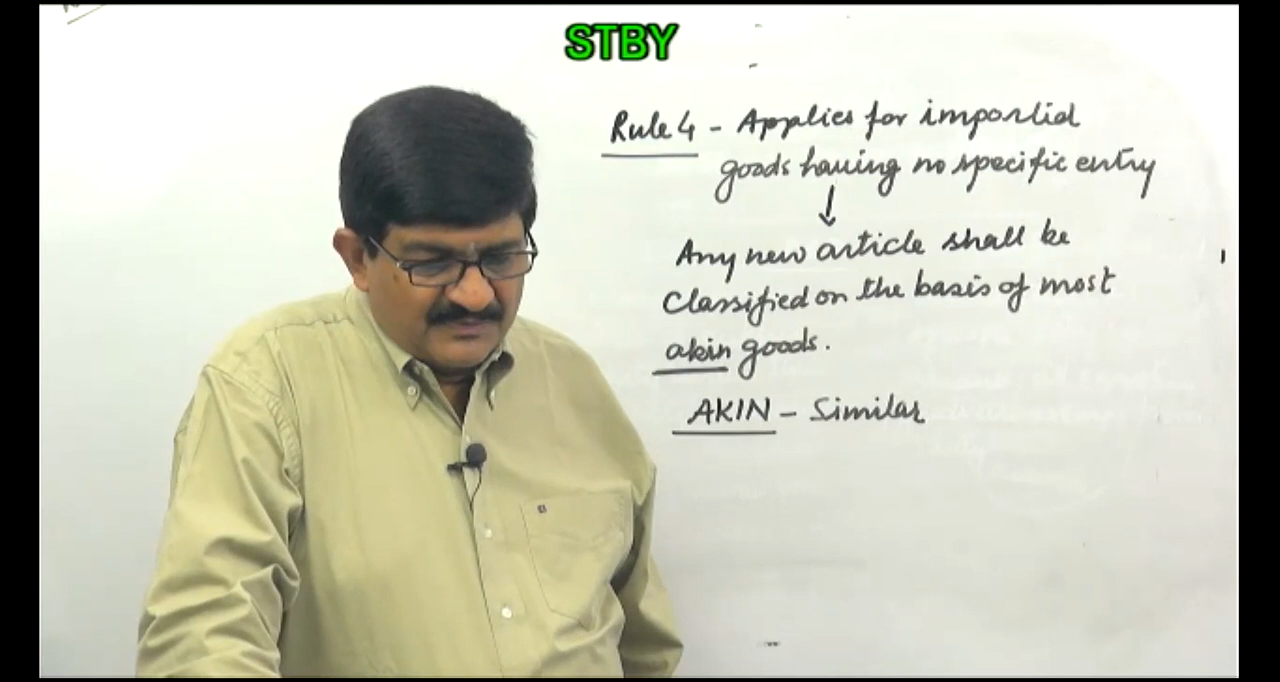 STBY
Rule 4 - Applies for imported
goods having no specific entry
↓
Any new article shall be
Classified on the basis of most
akin goods.
AKIN - Similar